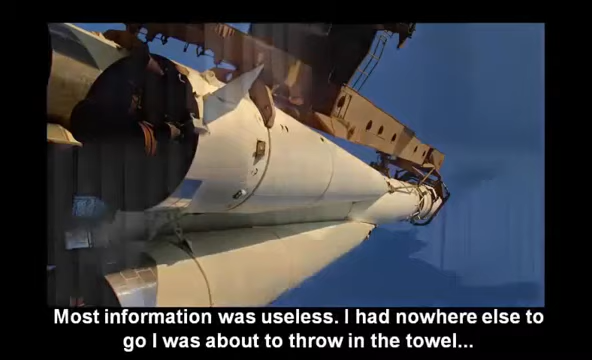 Most information was useless. I had nowhere else to
go I was about to throw in the towel...